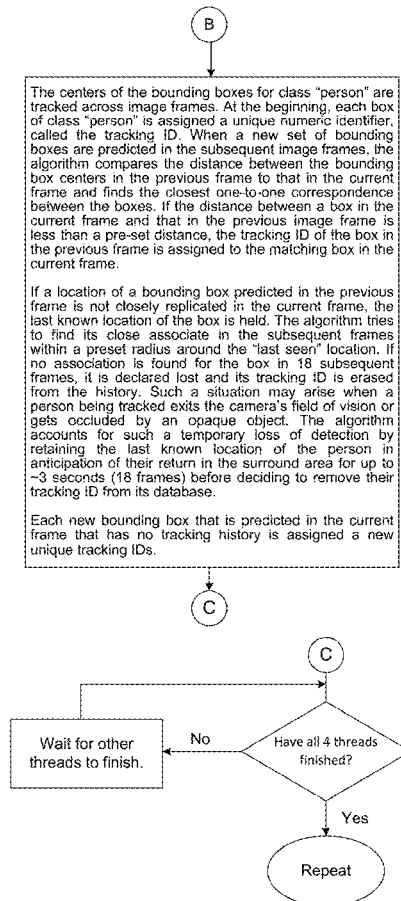 B
The centers of the bounding boxes for class "person" are
tracked across image frames. At the beginning, each box
of class "person" is assigned a unique numeric identifier,
called the tracking ID. When a new set of bounding
boxes are predicted in the subsequent image frames, the
algorithm compares the distance between the bounding
box centers in the previous frame to that in the current
frame and finds the closest one-to-one correspondence
between the boxes. If the distance between a box in the
current frame and that in the previous image frame is
less than a pre-set distance, the tracking ID of the box in
the previous frame is assigned to the matching box in the
current frame.
If a location of a bounding box predicted in the previous
frame is not closely replicated in the current frame, the
last known location of the box is held. The algorithm tries
to find its close associate in the subsequent frames
within a preset radius around the "last seen" location. If
no association is found for the box in 18 subsequent
frames, it is declared lost and its tracking ID is erased
from the history. Such a situation may arise when a
person being tracked exits the camera's field of vision or
gets occluded by an opaque object. The algorithm
accounts for such a temporary loss of detection by
retaining the last known location of the person in
anticipation of their return in the surround area for up to
~3 seconds (18 frames) before deciding to remove their
tracking ID from its database.
Each new bounding box that is predicted in the current
frame that has no tracking history is assigned a new
unique tracking IDs.
C
C
Have all 4 threads
finished?
No
Wait for other
threads to finish.
Yes
Repeat